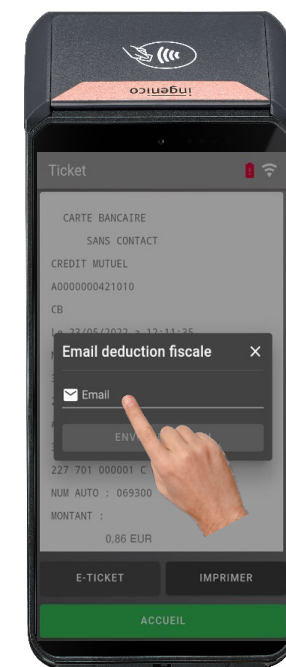 ingenico
Ticket
CARTE BANCAIRE
SANS CONTACT
CREDIT MUTUEL
A0000000421010
CB
Le 23/05/2022 a 12:11:35
Email deduction fiscale
Email
227 701 000001 C
NUM AUTO : 069300
MONTANT :
0.86 EUR
E-TICKET
IMPRIMER
ACCUEIL